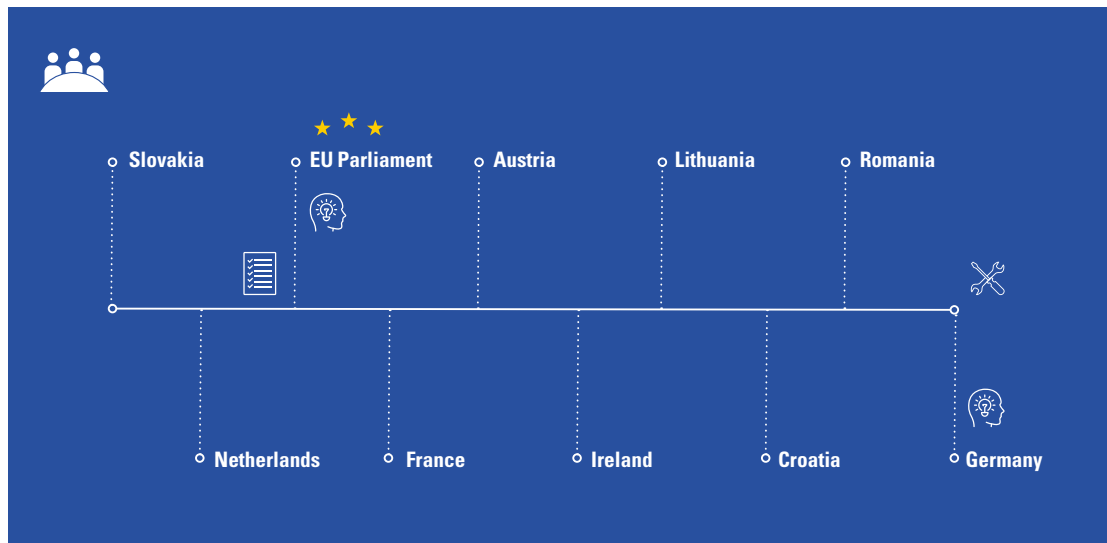 Slovakia
EU Parliament
Austria
Lithuania
Romania
Netherlands
France
Ireland
Croatia
Germany